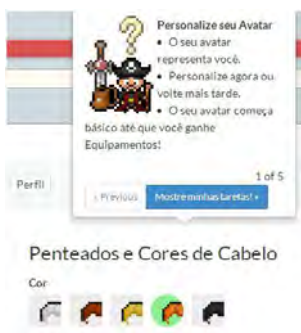 Personalize seu Avatar
• O seu avatar
representa você.
• Personalize agora ou
volte mais tarde.
• O seu avatar começa
básico até que você ganhe
Equipamentos!
1 of 5
Perfil
« Previous
Mostre minhas tarefas! »
Penteados e Cores de Cabelo
Cor